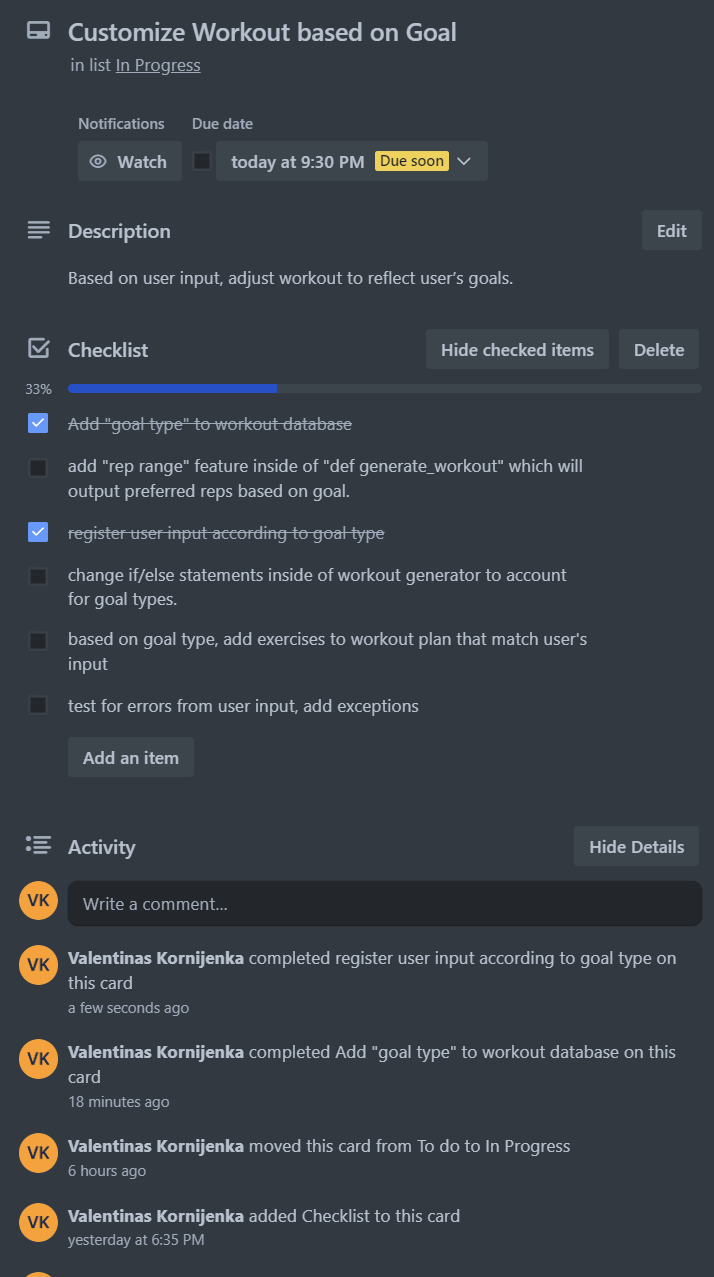 Customize Workout based on Goal
in list In Progress
Notifications
Due date
Watch
today at 9:30 PM Due soon
Description
Edit
Based on user input, adjust workout to reflect user’s goals.
Checklist
Hide checked items
Delete
33%
Add "goal type" to workout database
add "rep range" feature inside of "def generate_workout" which will
output preferred reps based on goal.
register user input according to goal type
change if/else statements inside of workout generator to account
for goal types.
based on goal type, add exercises to workout plan that match user's
input
test for errors from user input, add exceptions
Add an item
Activity
Hide Details
VK
Write a comment...
VK
Valentinas Kornijenka completed register user input according to goal type on
this card
a few seconds ago
VK
Valentinas Kornijenka completed Add "goal type" to workout database on this
card
18 minutes ago
VK
Valentinas Kornijenka moved this card from To do to In Progress
6 hours ago
VK
Valentinas Kornijenka added Checklist to this card
yesterday at 6:35 PM